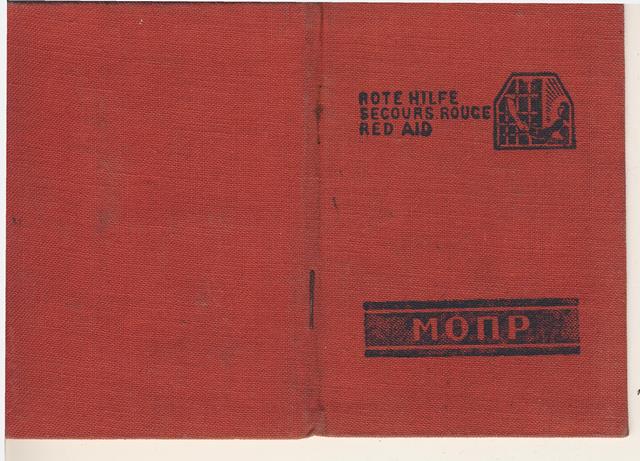 ROTE HILFE
SECOURS.ROUGE
RED AID
МОПР